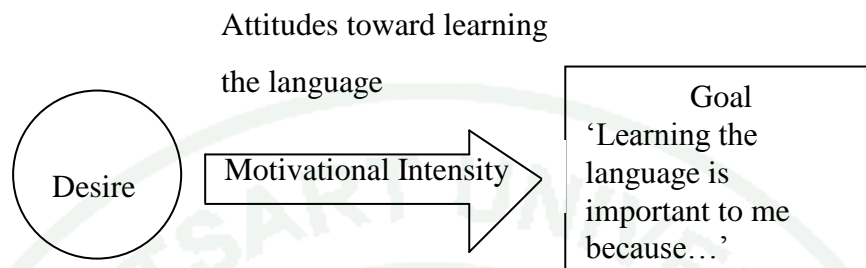 Attitudes toward learning
the language
Desire
Motivational Intensity
Goal
‘Learning the
language is
important to me
because…’